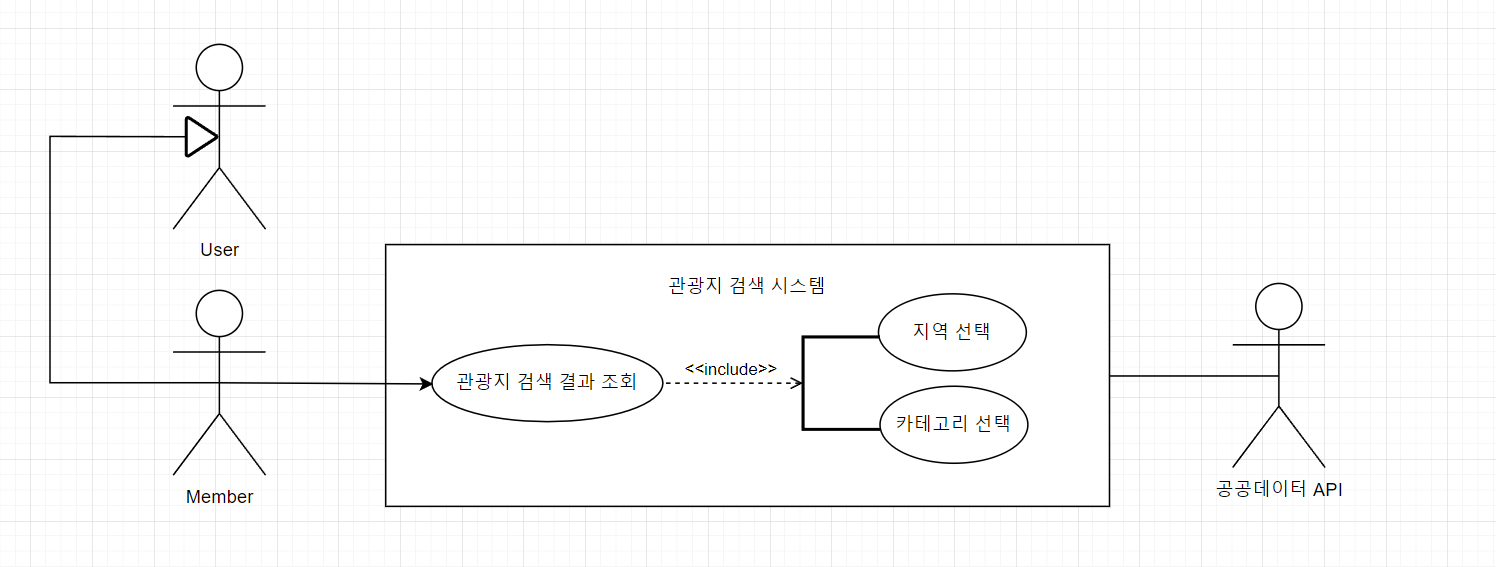 User
관광지 검색 시스템
지역 선택
<<include>>
관광지 검색 결과 조회
카테고리 선택
Member
공공데이터 API